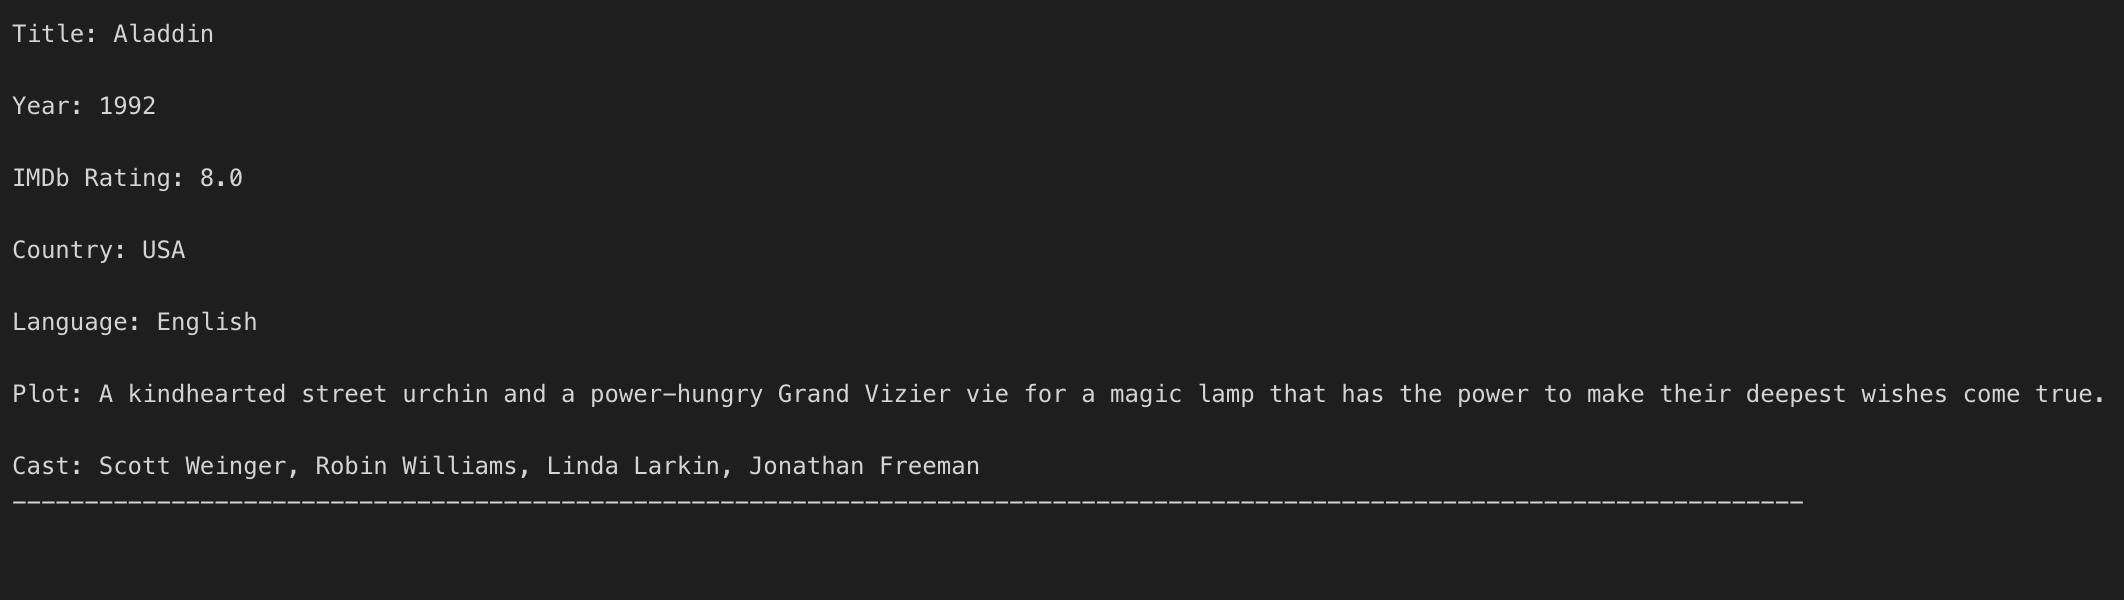 Title: Aladdin
Year: 1992
IMDb Rating: 8.0
Country: USA
Language: English
Plot: A kindhearted street urchin and a power-hungry Grand Vizier vie for a magic lamp that has the power to make their deepest wishes come true.
Cast: Scott Weinger, Robin Williams, Linda Larkin, Jonathan Freeman
----------------------------------------------------------------------------------------------------------------------------